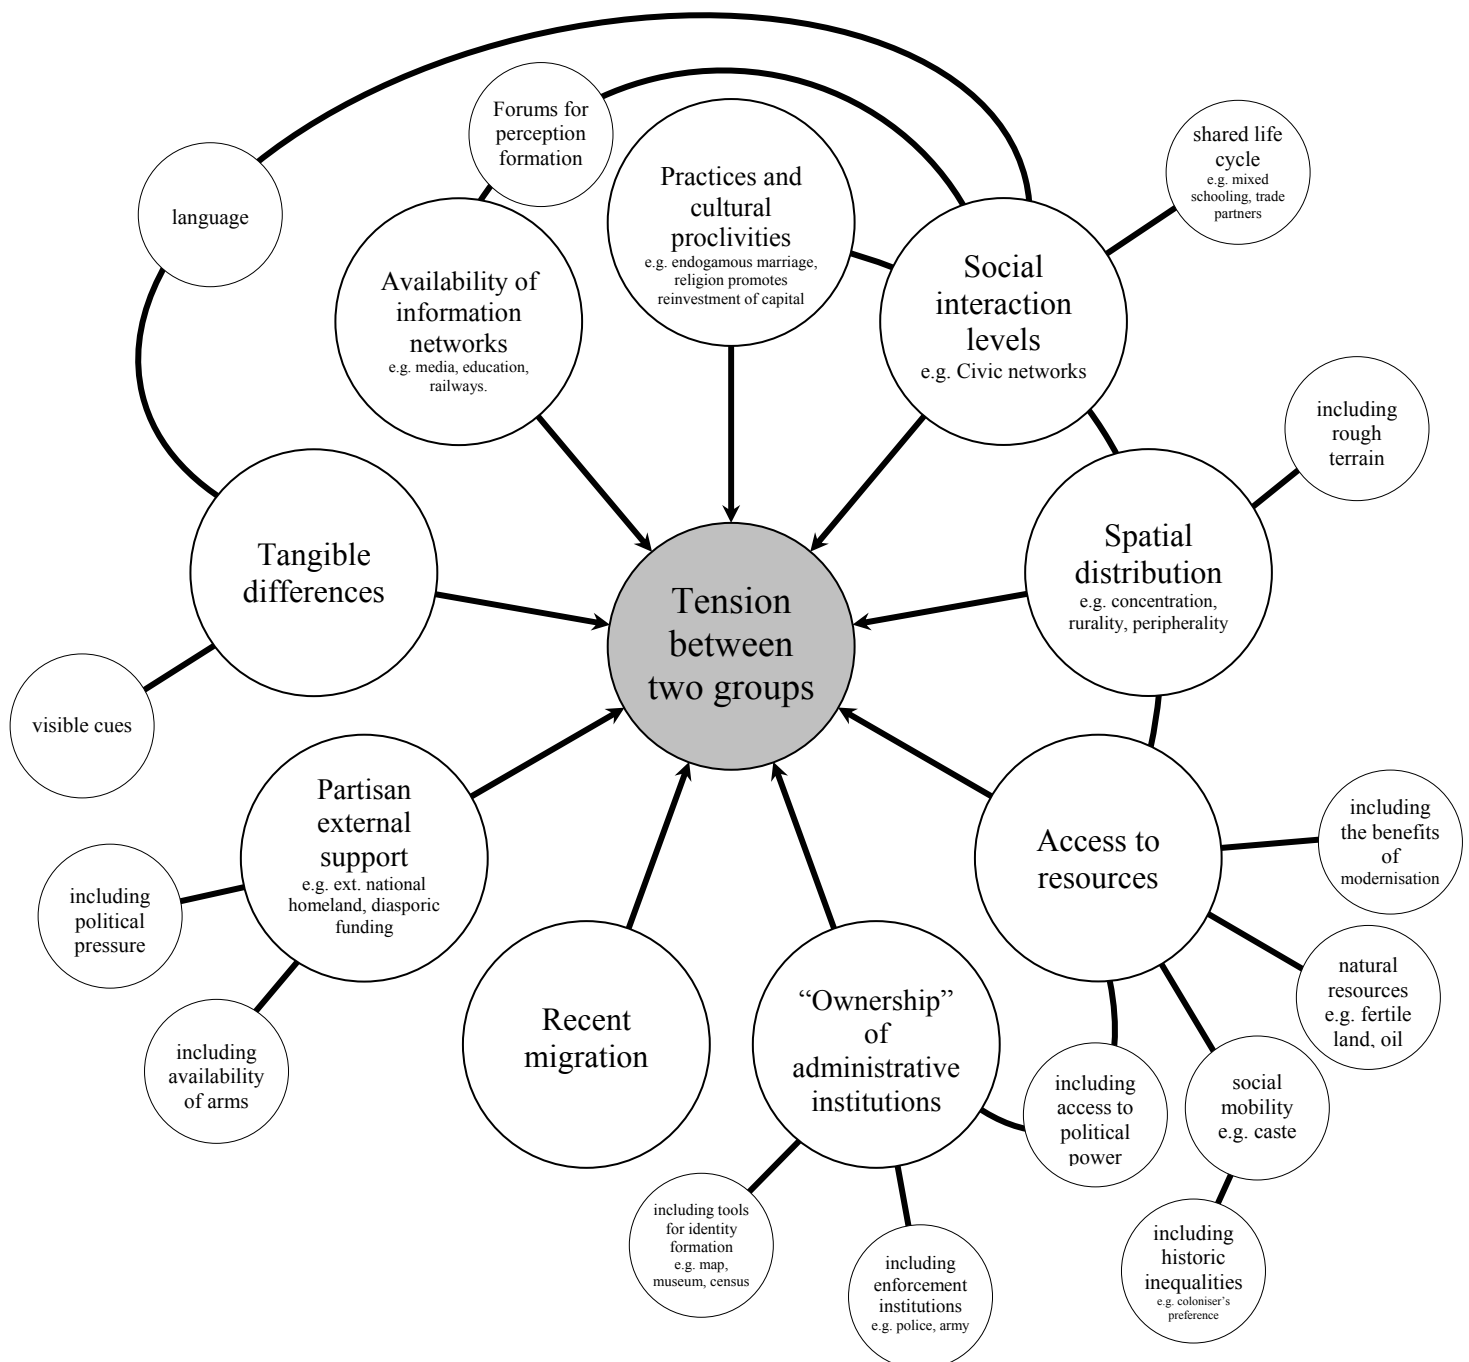 Forums for
perception
formation
shared life
cycle
e.g. mixed
schooling, trade
partners
language
Practices and
cultural
proclivities
e.g. endogamous marriage,
religion promotes
reinvestment of capital
Availability of
information
networks
e.g. media, education,
railways.
Social
interaction
levels
e.g. Civic networks
including
rough
terrain
Tangible
differences
Tension
between
two groups
Spatial
distribution
e.g. concentration,
rurality, peripherality
visible cues
Partisan
external
support
e.g. ext. national
homeland, diasporic
funding
Access to
resources
including
the benefits
of
modernisation
including
political
pressure
including
availability
of arms
Recent
migration
“Ownership”
of
administrative
institutions
natural
resources
e.g. fertile
land, oil
including
access to
political
power
social
mobility
e.g. caste
including tools
for identity
formation
e.g. map,
museum, census
including
enforcement
institutions
e.g. police, army
including
historic
inequalities
e.g. coloniser’s
preference